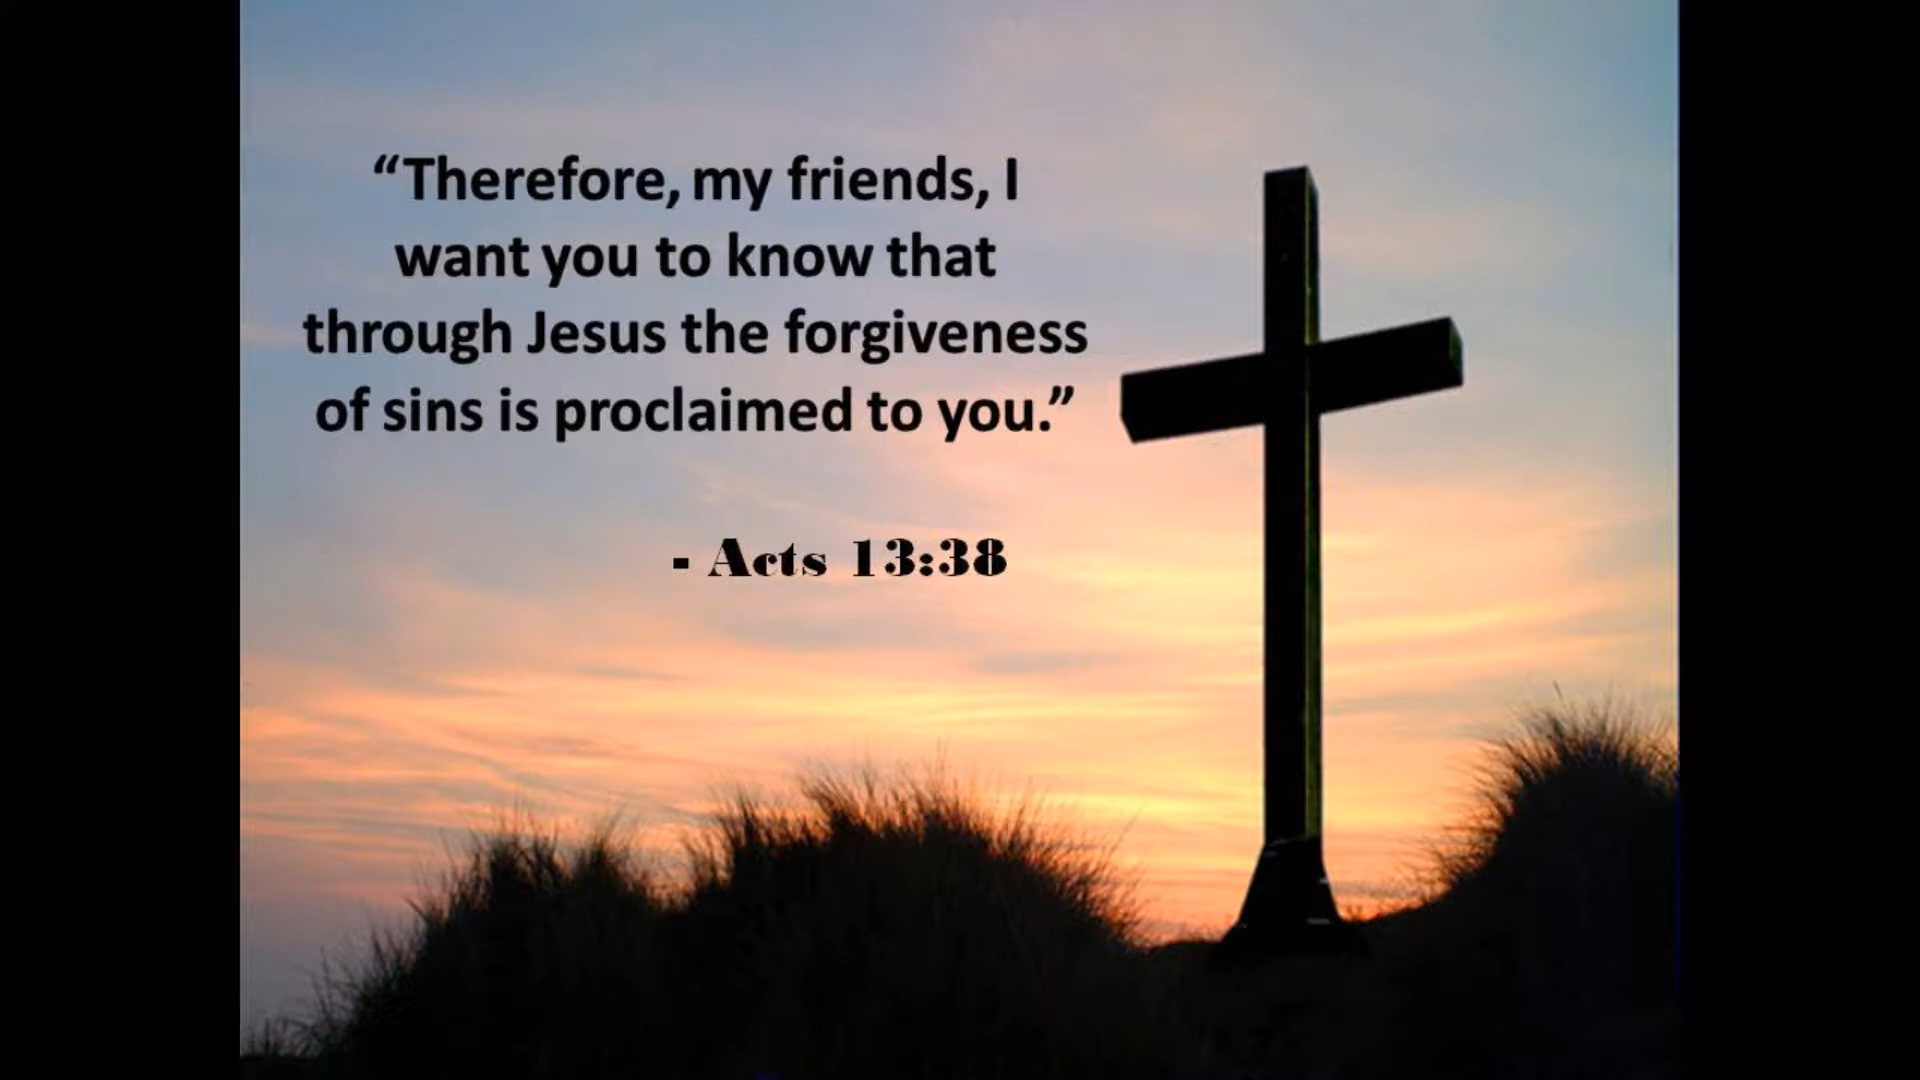 “Therefore, my friends, I
want you to know that
through Jesus the forgiveness
of sins is proclaimed to you.”
- Acts 13:38